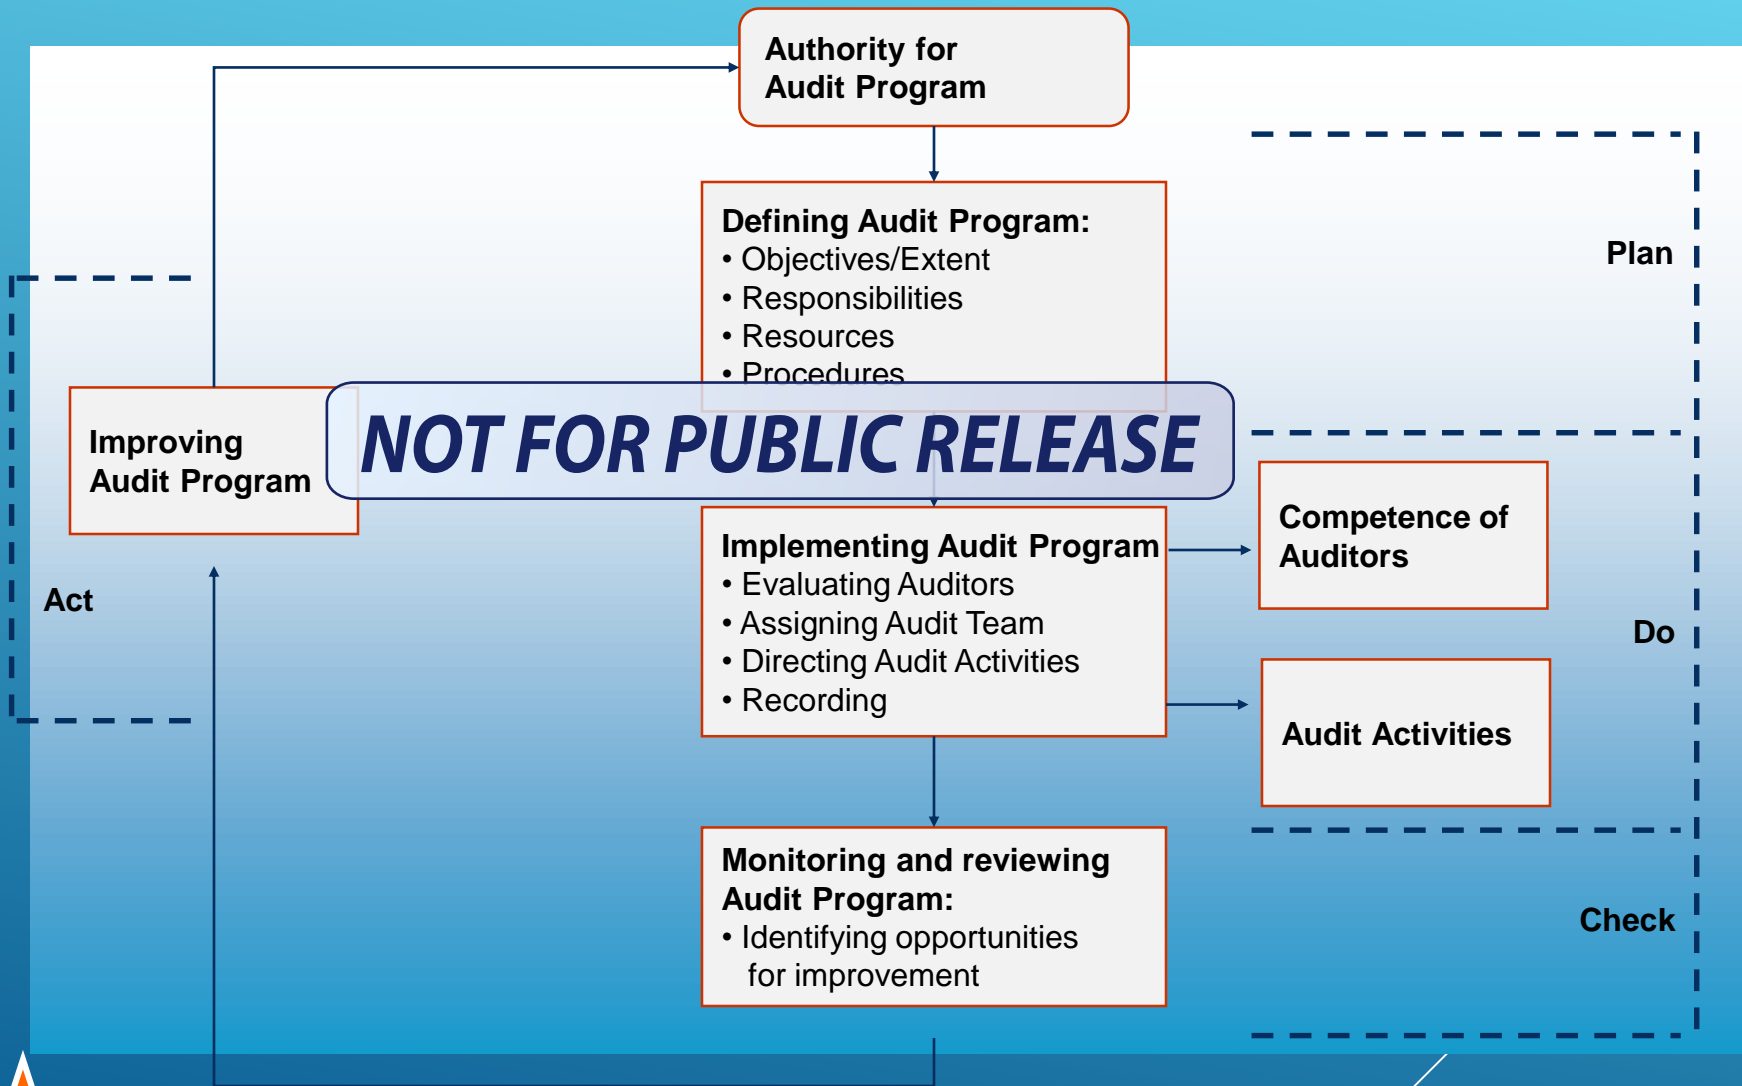 Authority for
Audit Program
Defining Audit Program:
• Objectives/Extent
• Responsibilities
• Resources
• Procedures
Plan
Improving
Audit Program
NOT FOR PUBLIC RELEASE
Implementing Audit Program
• Evaluating Auditors
• Assigning Audit Team
• Directing Audit Activities
• Recording
Competence of
Auditors
Act
Do
Audit Activities
Monitoring and reviewing
Audit Program:
• Identifying opportunities
for improvement
Check